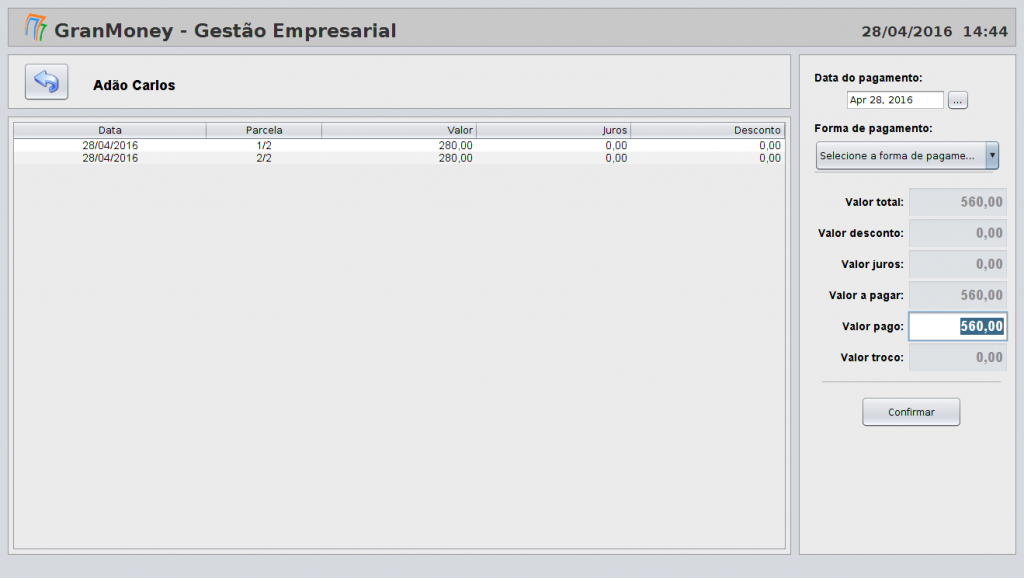 GranMoney - Gestão Empresarial
28/04/2016 14:44
Adão Carlos
Data Parcela Valor Juros Desconto
28/04/2016 1/2 280,00 0,00 0,00
28/04/2016 2/2 280,00 0,00 0,00
Data do pagamento:
Apr 28, 2016 ...
Forma de pagamento:
Selecione a forma de pagame...
Valor total: 560,00
Valor desconto: 0,00
Valor juros: 0,00
Valor a pagar: 560,00
Valor pago: 560,00
Valor troco: 0,00
Confirmar